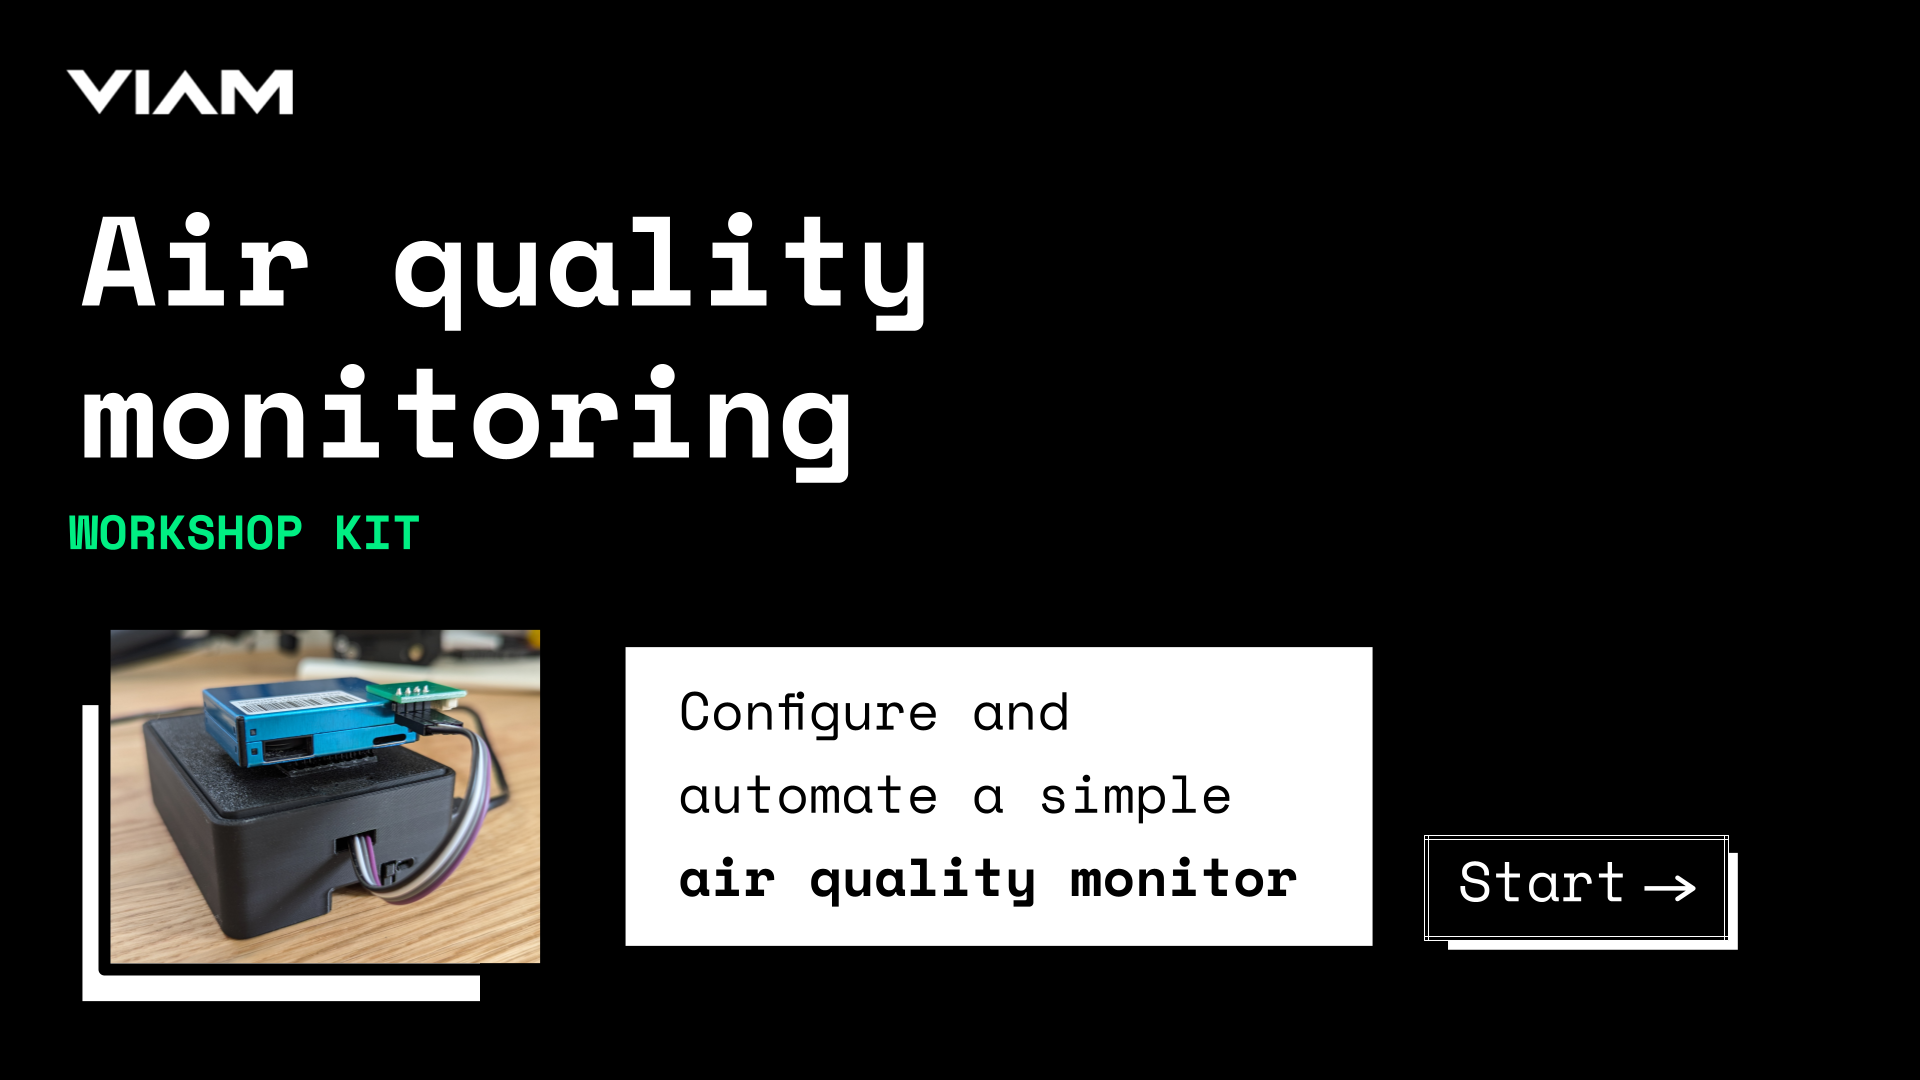 VIAM
Air quality
monitoring
WORKSHOP KIT
Configure and
automate a simple
air quality monitor
Start →